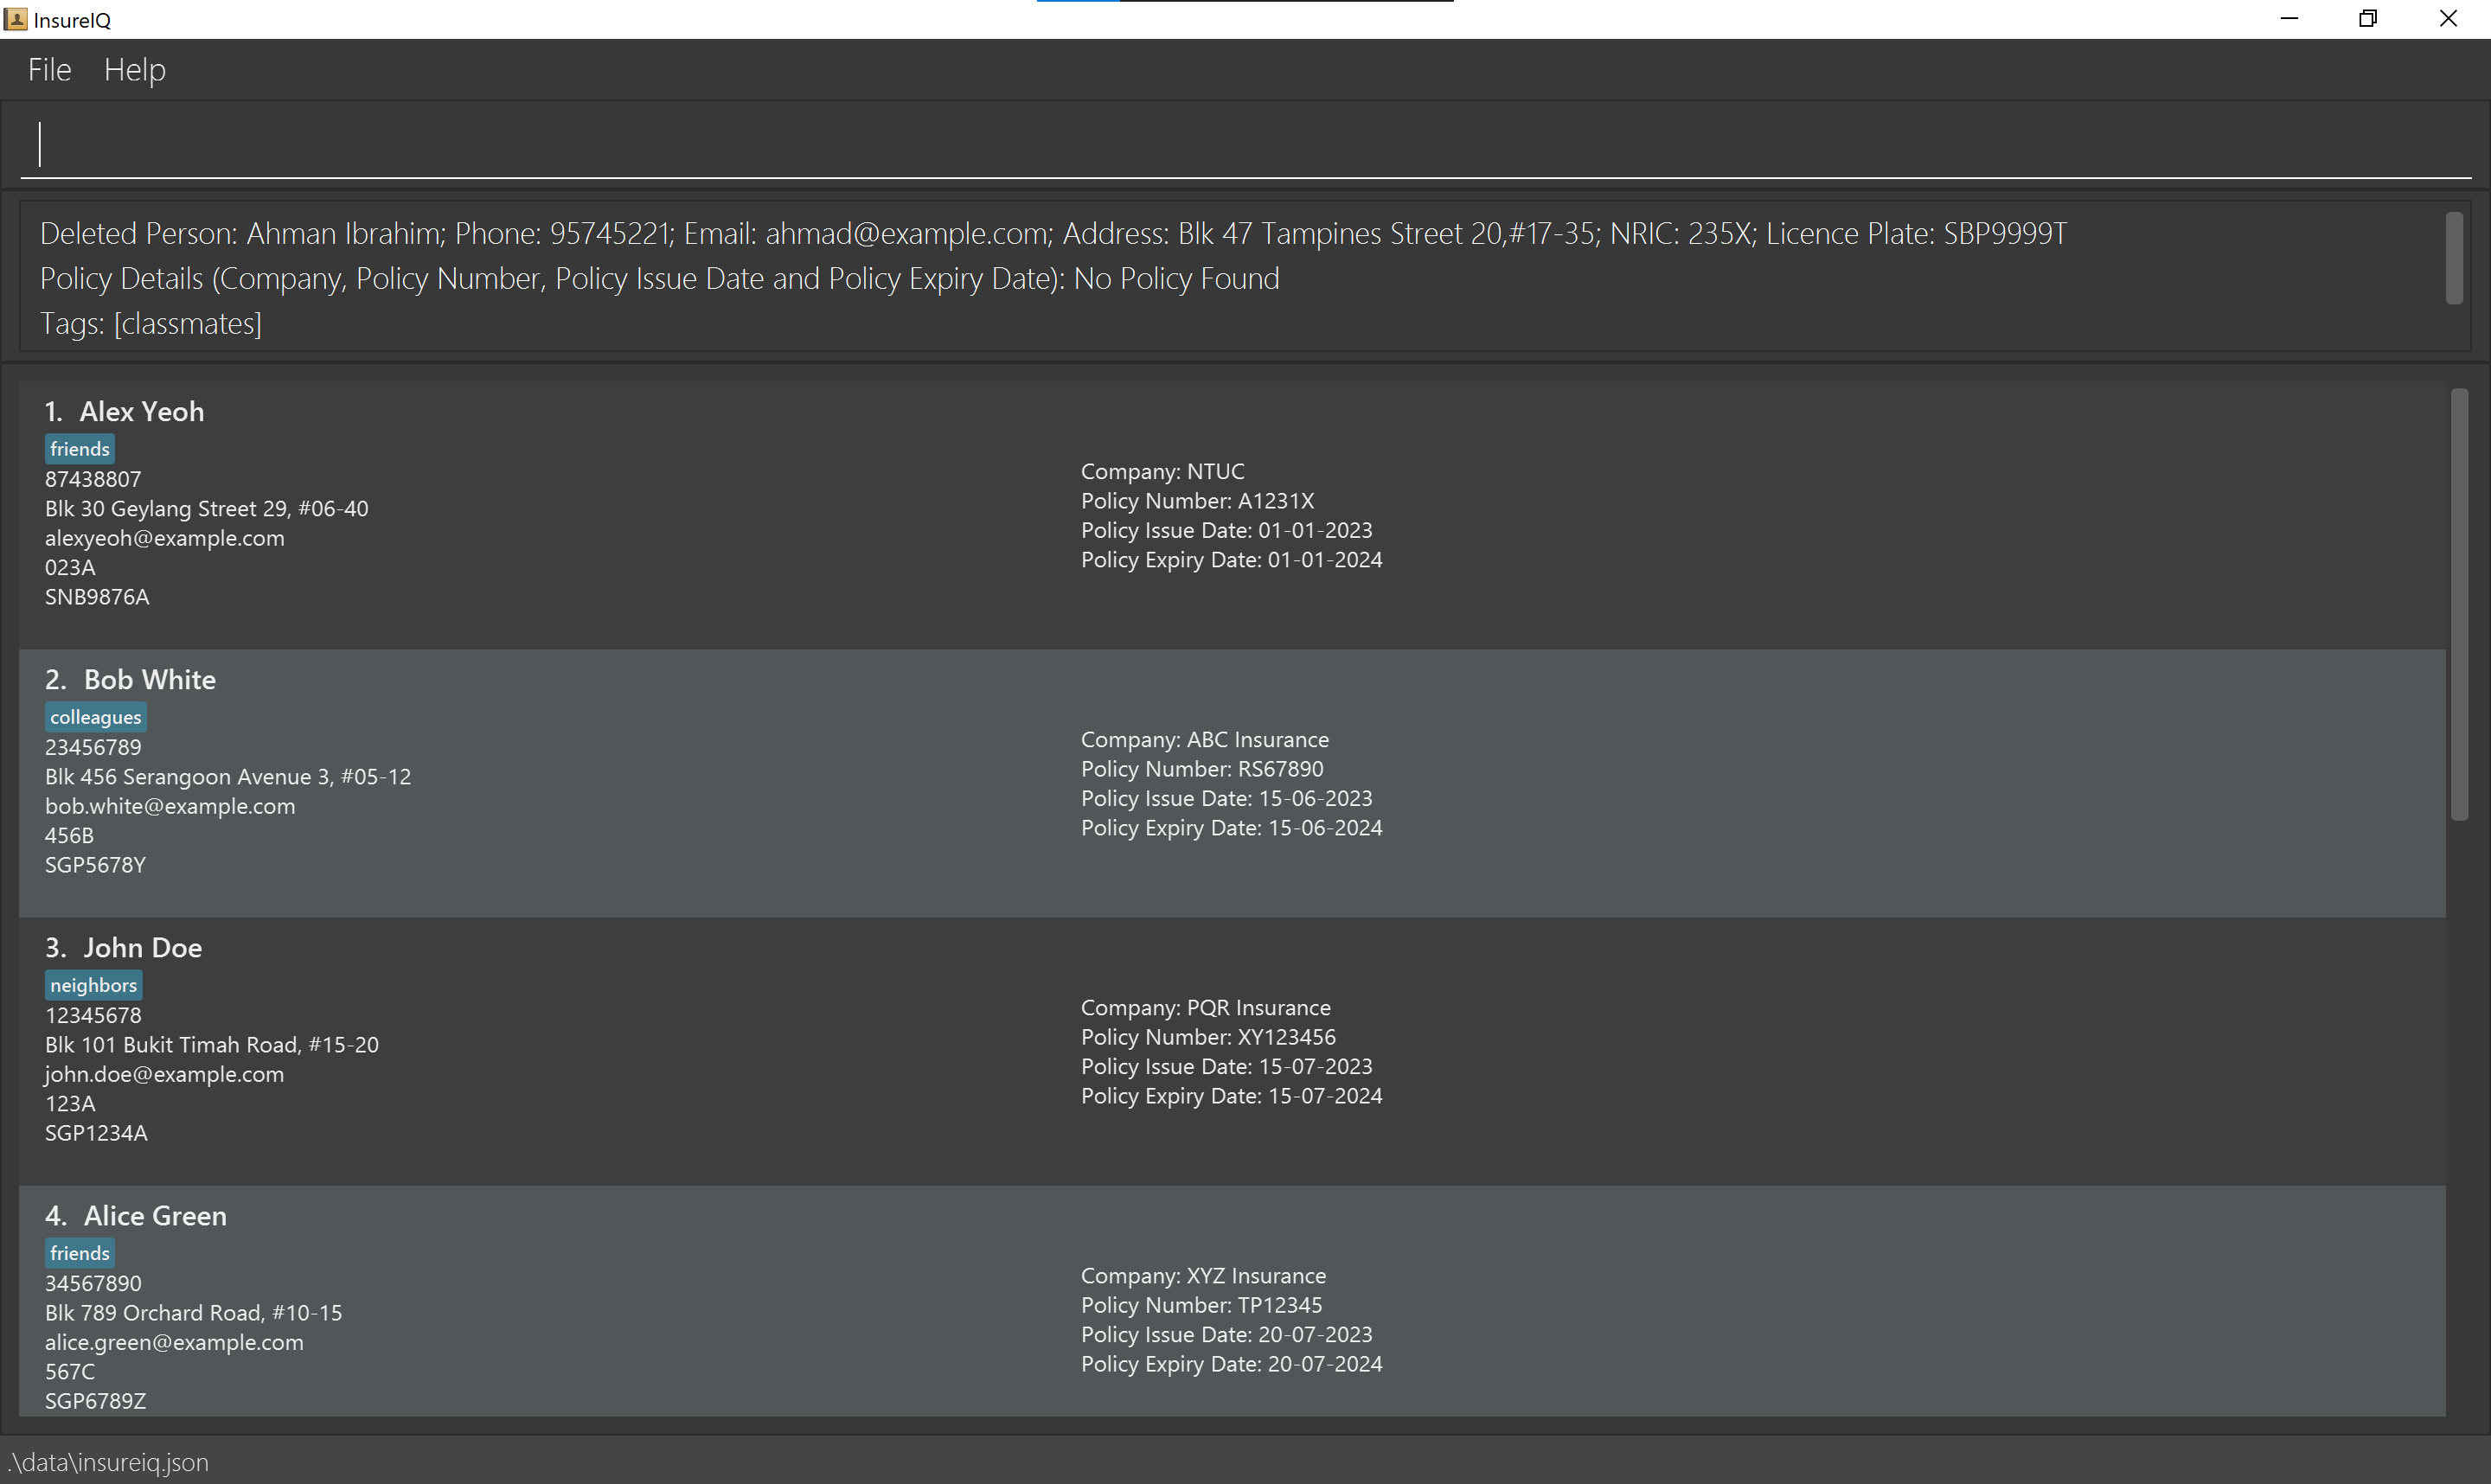 InsureIQ
File Help
Deleted Person: Ahman Ibrahim; Phone: 95745221; Email: ahmad@example.com; Address: Blk 47 Tampines Street 20,#17-35; NRIC: 235X; Licence Plate: SBP9999T
Policy Details (Company, Policy Number, Policy Issue Date and Policy Expiry Date): No Policy Found
Tags: [classmates]
1. Alex Yeoh
friends
87438807
Blk 30 Geylang Street 29, #06-40
alexyeoh@example.com
023A
SNB9876A
Company: NTUC
Policy Number: A1231X
Policy Issue Date: 01-01-2023
Policy Expiry Date: 01-01-2024
2. Bob White
colleagues
23456789
Blk 456 Serangoon Avenue 3, #05-12
bob.white@example.com
456B
SGP5678Y
Company: ABC Insurance
Policy Number: RS67890
Policy Issue Date: 15-06-2023
Policy Expiry Date: 15-06-2024
3. John Doe
neighbors
12345678
Blk 101 Bukit Timah Road, #15-20
john.doe@example.com
123A
SGP1234A
Company: PQR Insurance
Policy Number: XY123456
Policy Issue Date: 15-07-2023
Policy Expiry Date: 15-07-2024
4. Alice Green
friends
34567890
Blk 789 Orchard Road, #10-15
alice.green@example.com
567C
SGP6789Z
Company: XYZ Insurance
Policy Number: TP12345
Policy Issue Date: 20-07-2023
Policy Expiry Date: 20-07-2024
.\data\insureiq.json